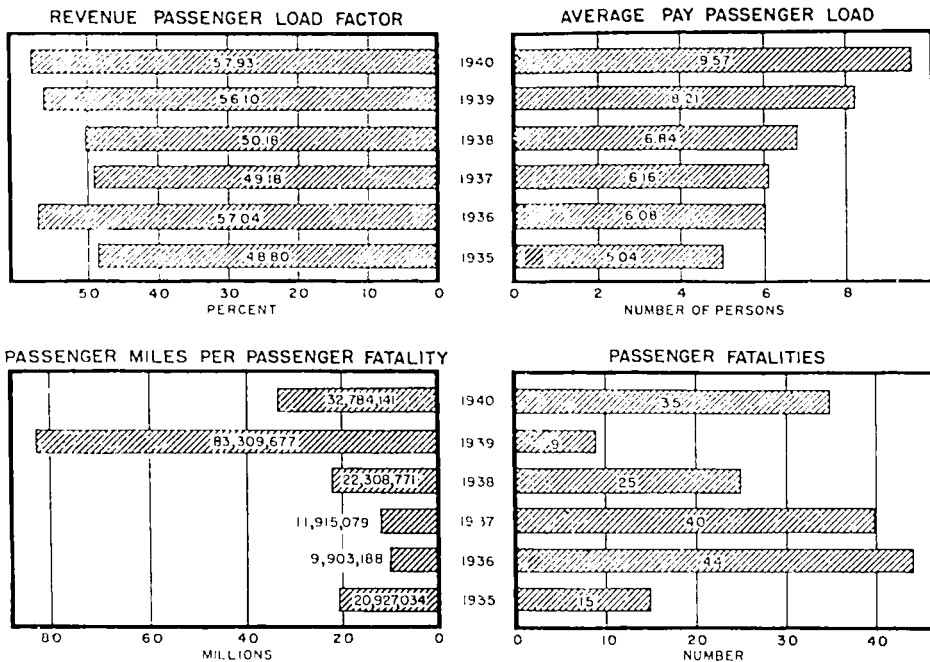 REVENUE PASSENGER LOAD FACTOR
57.93
56.10
50.18
49.18
57.04
48.80
50 40 30 20 10 0
PERCENT
AVERAGE PAY PASSENGER LOAD
1940 9.57
1939 8.21
1938 6.84
1937 6.16
1936 6.08
1935 5.04
0 2 4 6 8
NUMBER OF PERSONS
PASSENGER MILES PER PASSENGER FATALITY
32,784,141
83,309,677
22,308,771
11,915,079
9,903,188
20,927,034
80 60 40 20 0
MILLIONS
PASSENGER FATALITIES
1940 35
1939 9
1938 25
1937 40
1936 44
1935 15
0 10 20 30 40
NUMBER